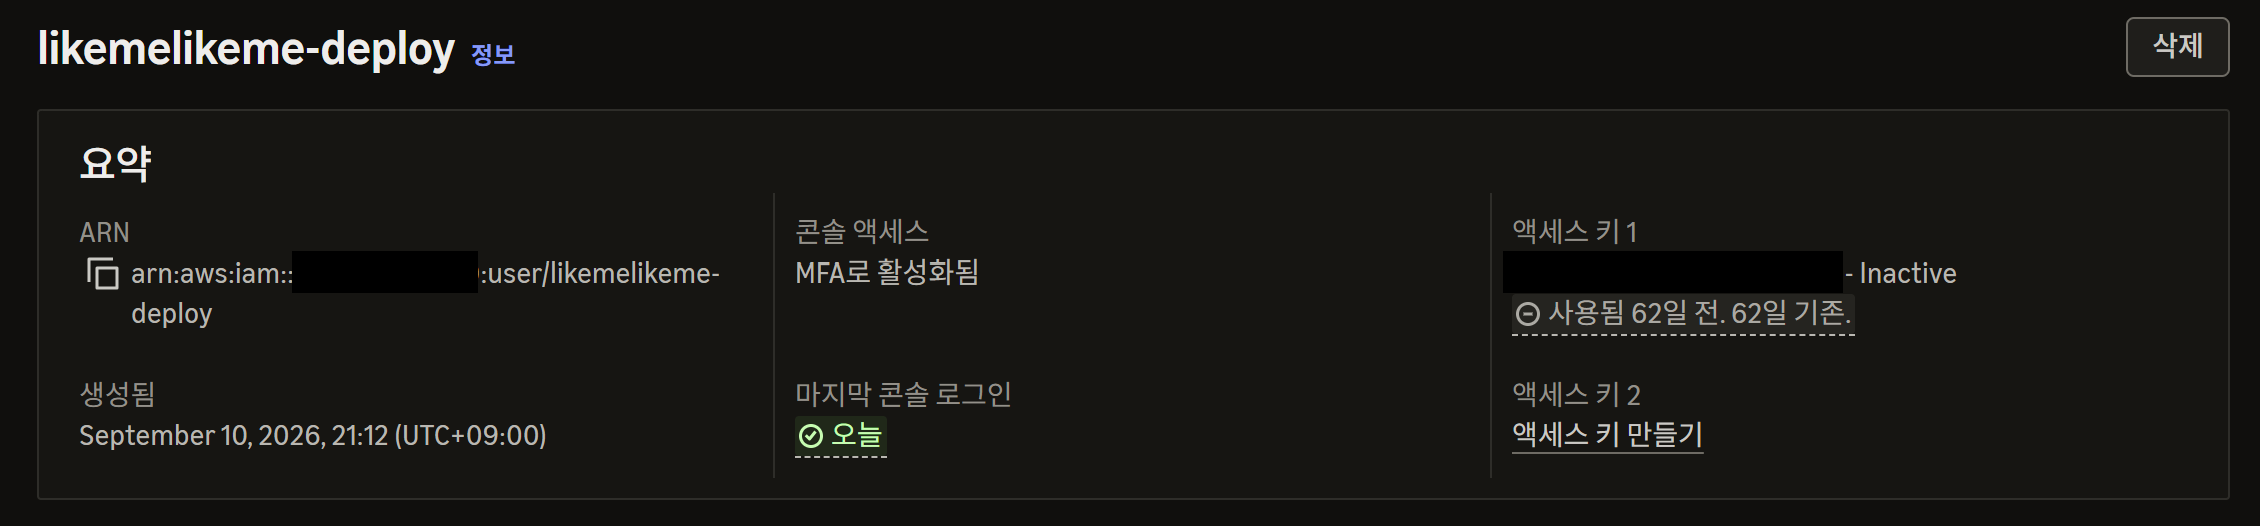 likemelikeme-deploy 정보
삭제
요약
ARN
arn:aws:iam:: :user/likemelikeme-
deploy
생성됨
September 10, 2026, 21:12 (UTC+09:00)
콘솔 액세스
MFA로 활성화됨
마지막 콘솔 로그인
오늘
액세스 키 1
- Inactive
사용됨 62일 전. 62일 기존.
액세스 키 2
액세스 키 만들기